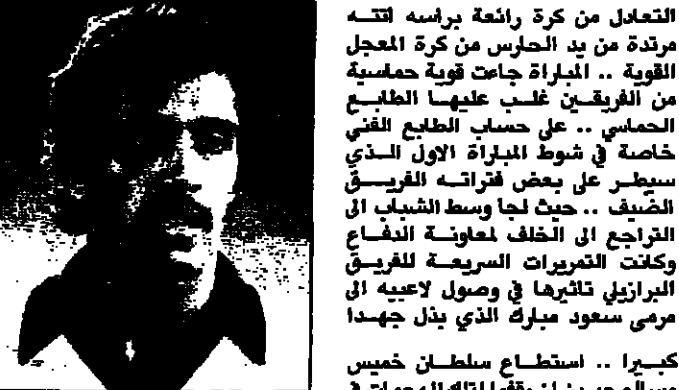 التعادل من كرة رائعة براسه اتته
مرتدة من يد الحارس من كرة المعجل
القوية .. المباراة جاءت قوية حماسية
من الفريقين غلب عليها الطابع
الحماسي .. على حساب الطابع الفني
خاصة في شوط المباراة الاول الذي
سيطر على بعض فتراته الفريق
الضيف .. حيث لجأ وسط الشباب الى
التراجع الى الخلف لمعاونة الدفاع
وكانت التمريرات السريعة للفريق
البرازيلي تاثيرها في وصول لاعبيه الى
مرمى سعود مبارك الذي بذل جهدا
كبيرا .. استطاع سلطان خميس